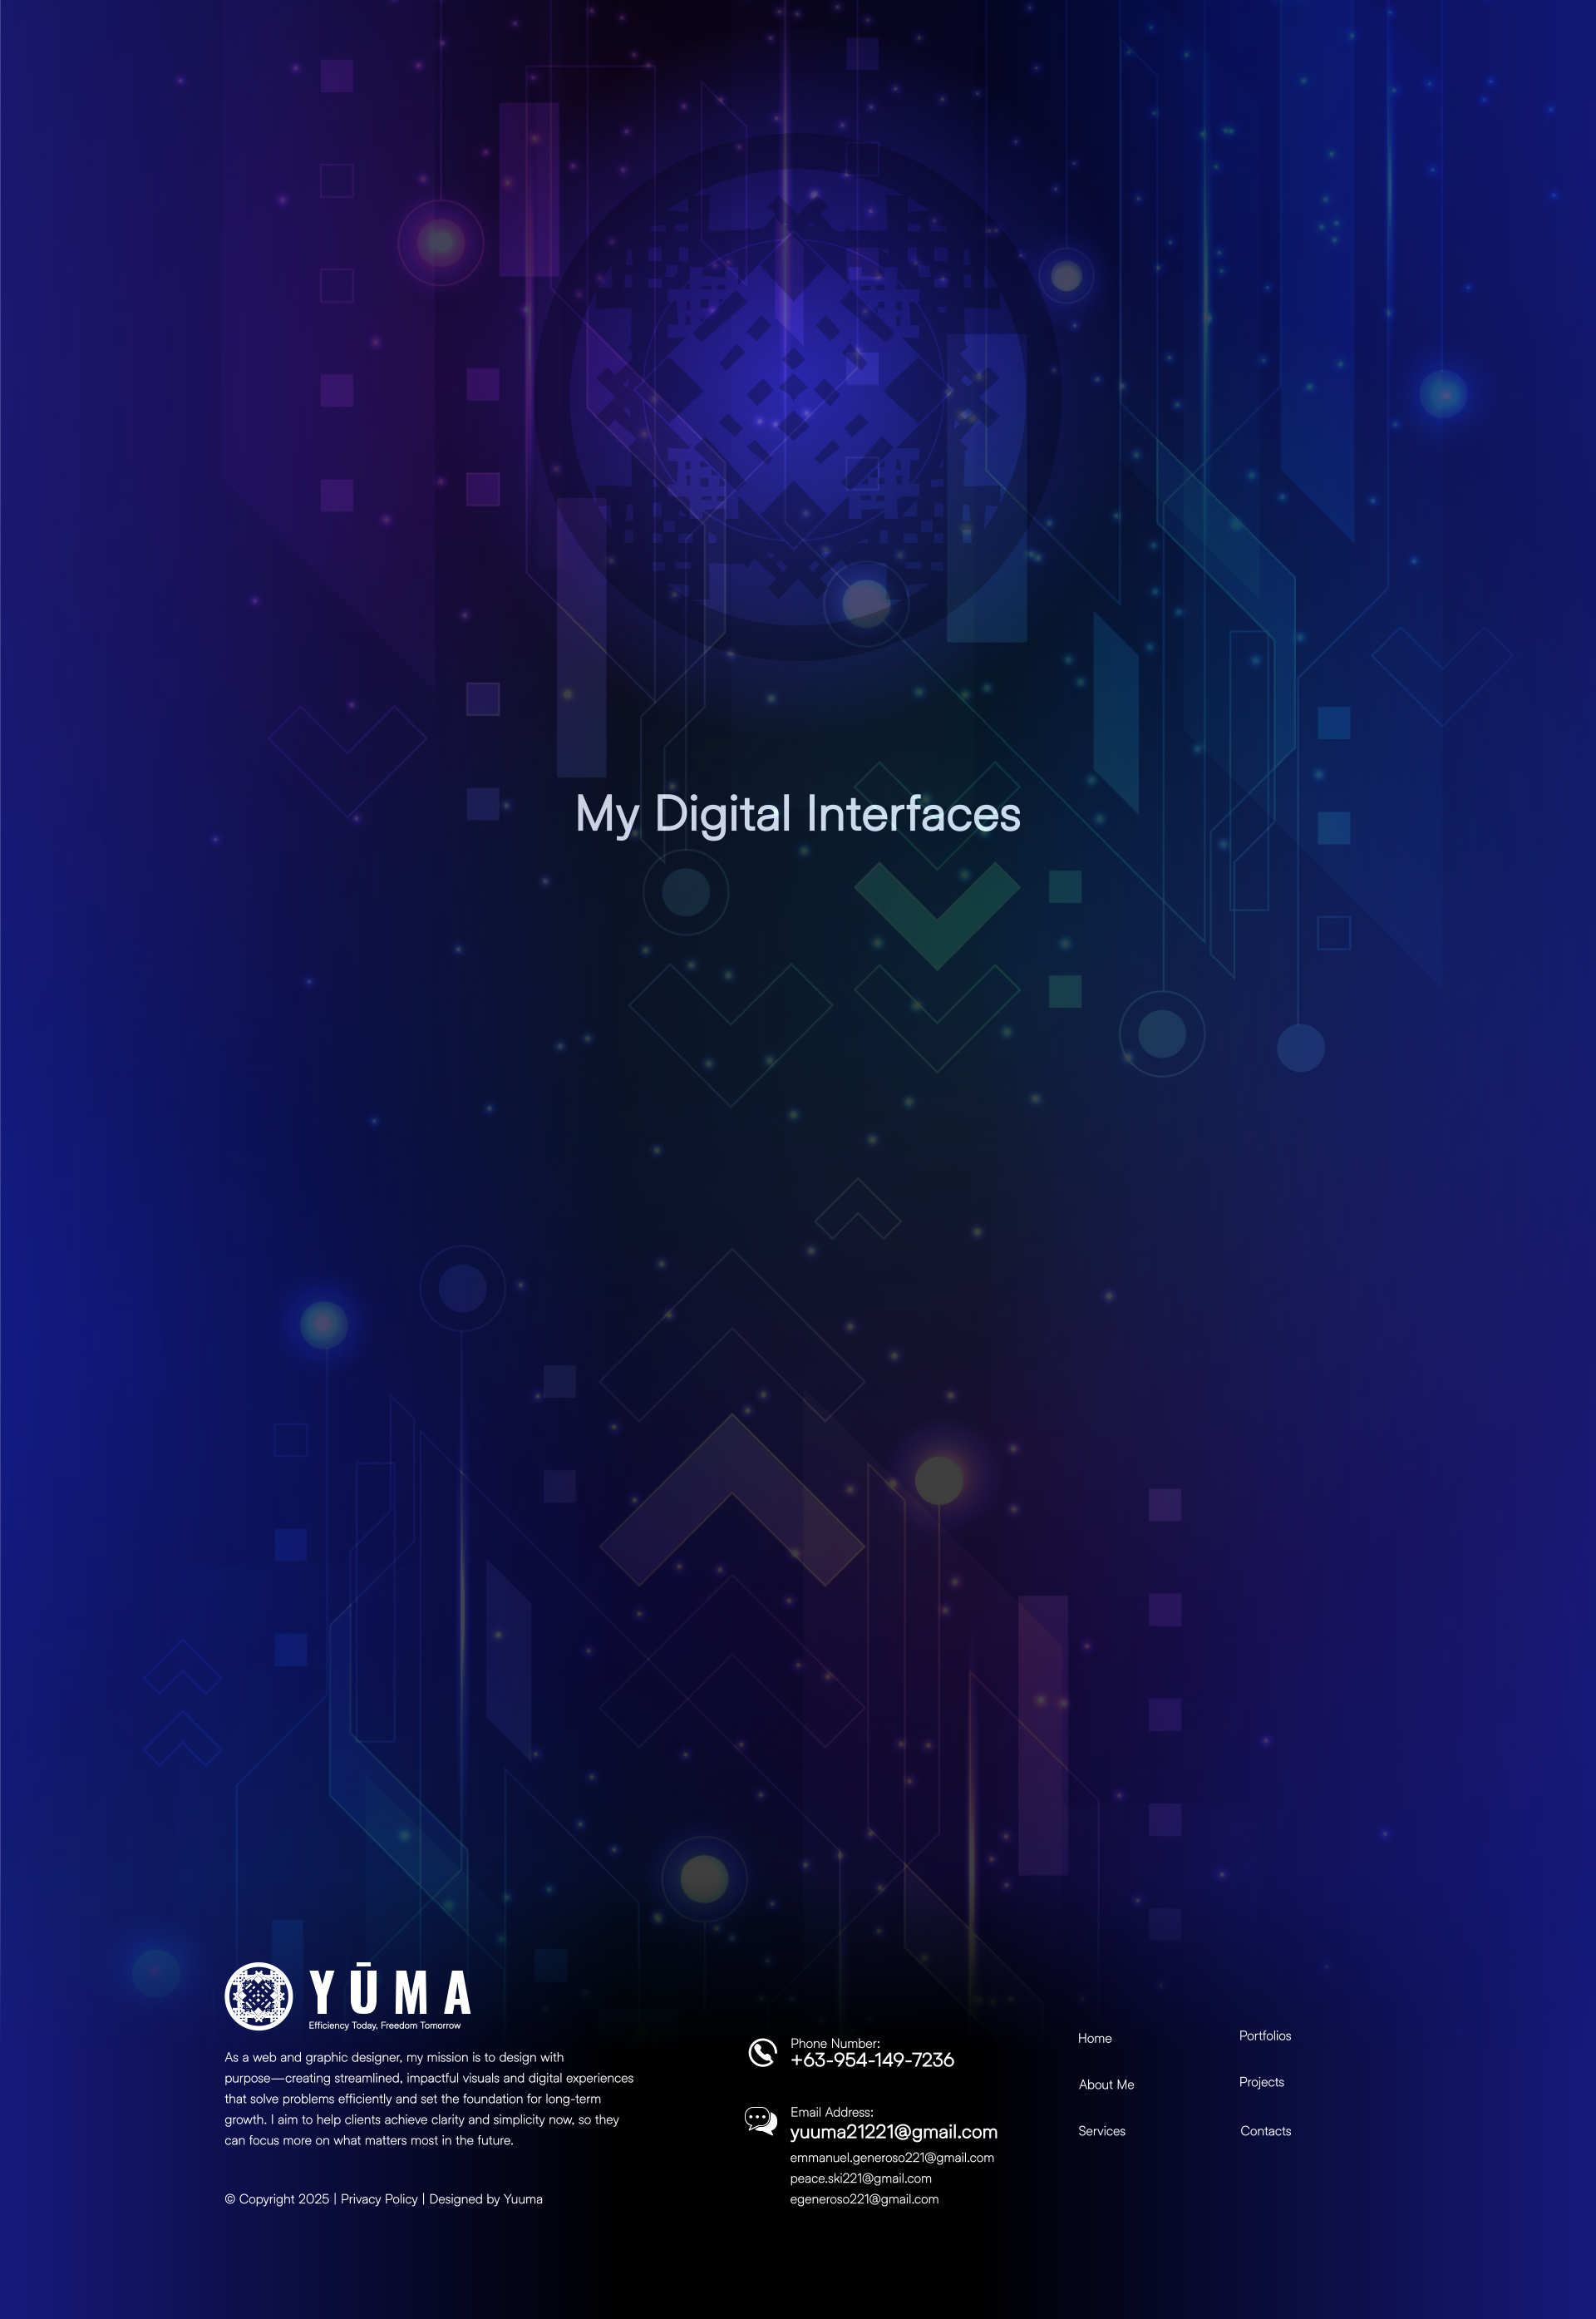 My Digital Interfaces
YŪMA
Efficiency Today, Freedom Tomorrow
As a web and graphic designer, my mission is to design with
purpose—creating streamlined, impactful visuals and digital experiences
that solve problems efficiently and set the foundation for long-term
growth. I aim to help clients achieve clarity and simplicity now, so they
can focus more on what matters most in the future.
© Copyright 2025 | Privacy Policy | Designed by Yuuma
Phone Number:
+63-954-149-7236
Email Address:
yuuma21221@gmail.com
emmanuel.generoso221@gmail.com
peace.ski221@gmail.com
egeneroso221@gmail.com
Home
About Me
Services
Portfolios
Projects
Contacts